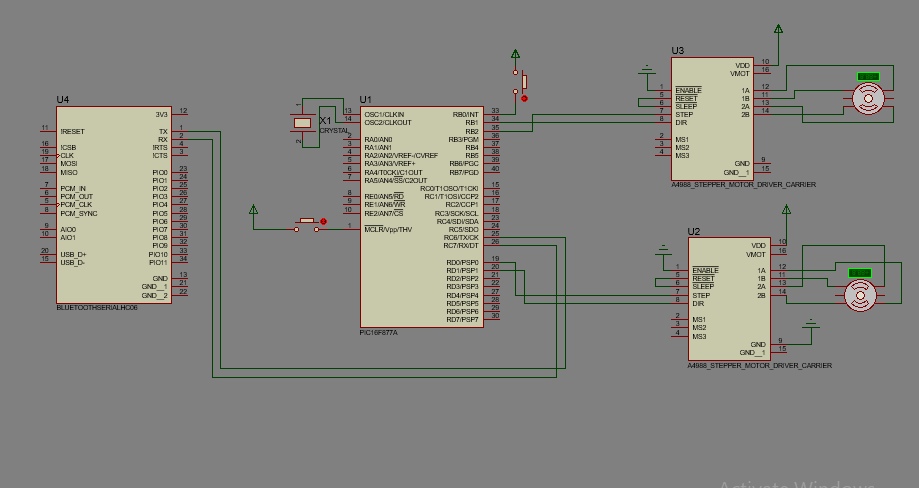 U4
3V3 12
11 !RESET
TX 1
RX 2
16 !CSB
!RTS 4
19 CLK
!CTS 3
17 MOSI
18 MISO
PIO0 23
PIO1 24
7 PCM_IN
PIO2 25
6 PCM_OUT
PIO3 26
8 PCM_CLK
PIO4 27
5 PCM_SYNC
PIO5 28
PIO6 29
9 AIO0
PIO7 30
10 AIO1
PIO8 31
PIO9 32
20 USB_D+
PIO10 33
15 USB_D-
PIO11 34
GND 13
GND__1 21
GND__2 22
BLUETOOTHSERIALHC06
X1
CRYSTAL
1
2
U1
13 OSC1/CLKIN
14 OSC2/CLKOUT
2 RA0/AN0
3 RA1/AN1
4 RA2/AN2/VREF-/CVREF
5 RA3/AN3/VREF+
6 RA4/T0CKI/C1OUT
7 RA5/AN4/SS/C2OUT
8 RE0/AN5/RD
9 RE1/AN6/WR
10 RE2/AN7/CS
1 MCLR/Vpp/THV
RB0/INT 33
RB1 34
RB2 35
RB3/PGM 36
RB4 37
RB5 38
RB6/PGC 39
RB7/PGD 40
RC0/T1OSO/T1CKI 15
RC1/T1OSI/CCP2 16
RC2/CCP1 17
RC3/SCK/SCL 18
RC4/SDI/SDA 23
RC5/SDO 24
RC6/TX/CK 25
RC7/RX/DT 26
RD0/PSP0 19
RD1/PSP1 20
RD2/PSP2 21
RD3/PSP3 22
RD4/PSP4 27
RD5/PSP5 28
RD6/PSP6 29
RD7/PSP7 30
PIC16F877A
U3
VDD 10
VMOT 16
1 ENABLE
1A 12
5 RESET
1B 11
6 SLEEP
2A 13
7 STEP
2B 14
8 DIR
2 MS1
3 MS2
4 MS3
GND 9
GND__1 15
A4988_STEPPER_MOTOR_DRIVER_CARRIER
U2
VDD 10
VMOT 16
1 ENABLE
1A 12
5 RESET
1B 11
6 SLEEP
2A 13
7 STEP
2B 14
8 DIR
2 MS1
3 MS2
4 MS3
GND 9
GND__1 15
A4988_STEPPER_MOTOR_DRIVER_CARRIER
Activate Windows